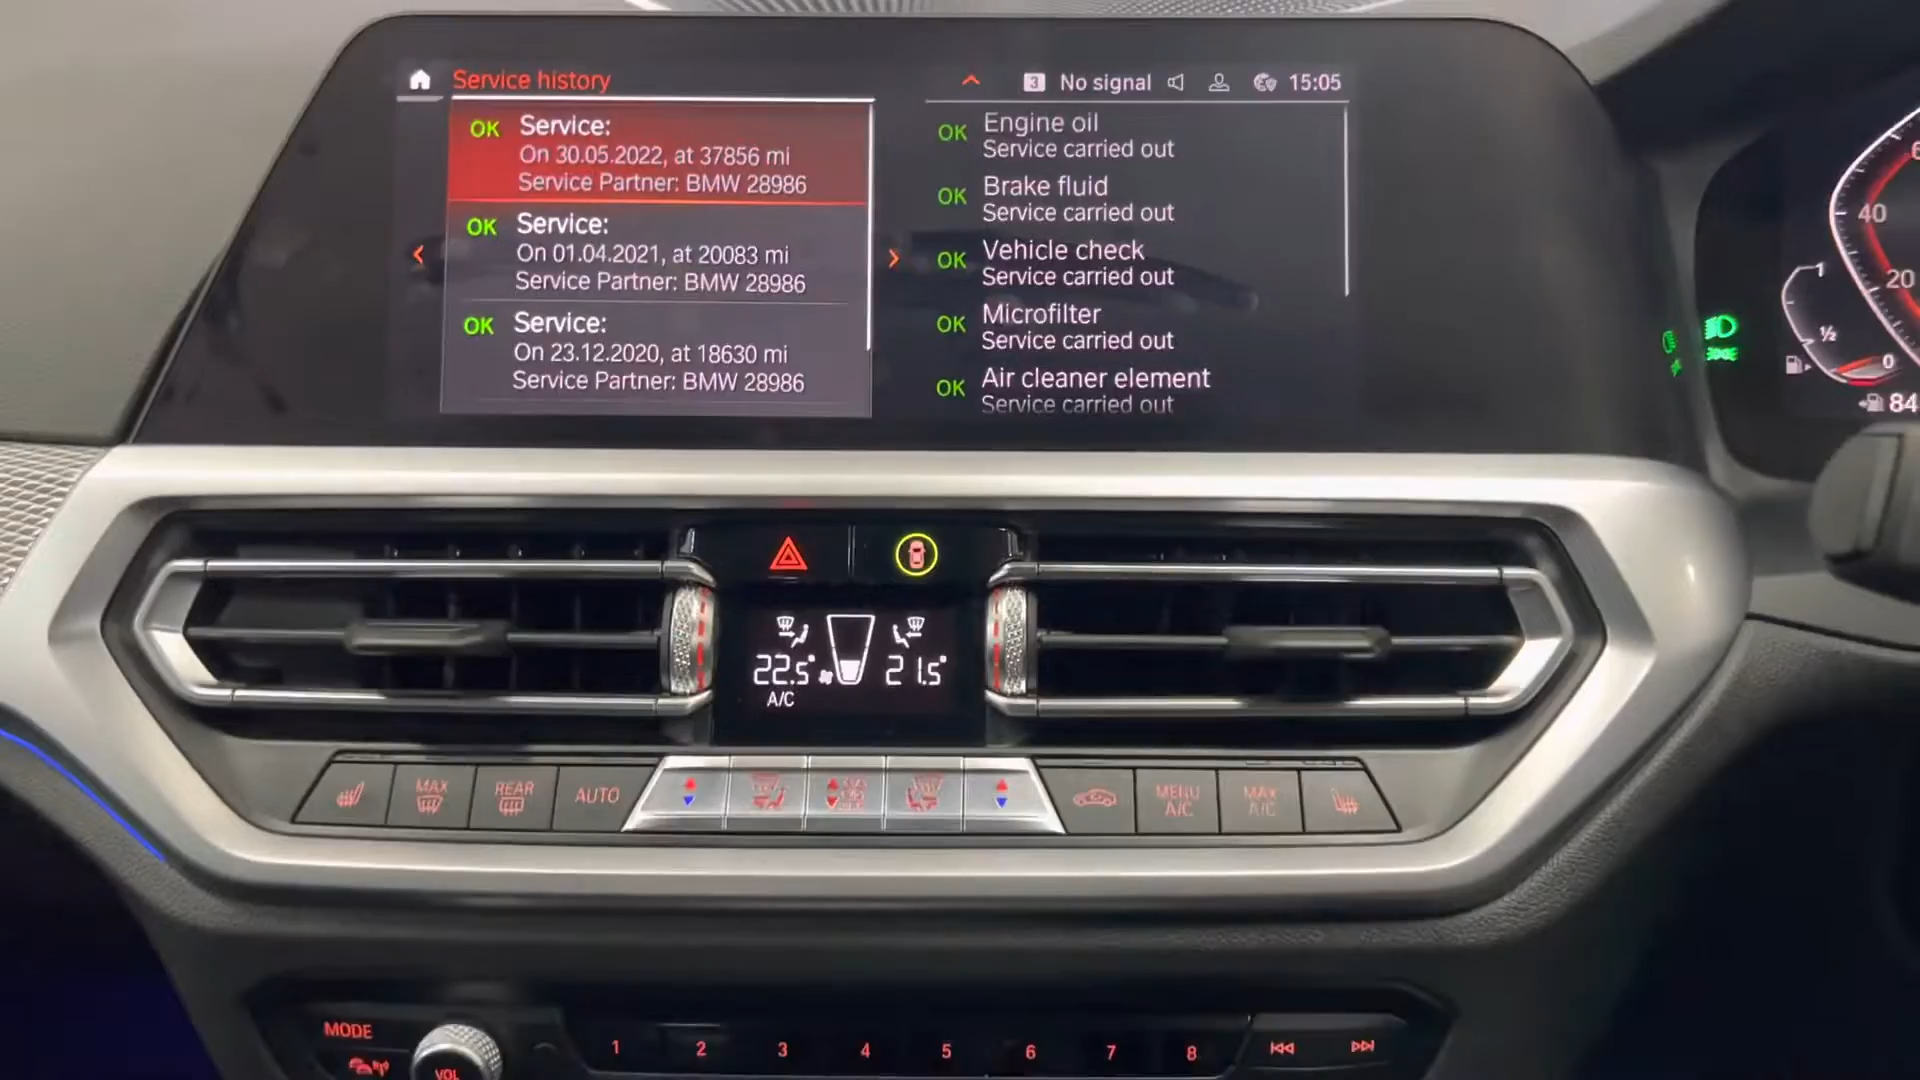 Service history
3 No signal 15:05
OK Service:
On 30.05.2022, at 37856 mi
Service Partner: BMW 28986
OK Service:
On 01.04.2021, at 20083 mi
Service Partner: BMW 28986
OK Service:
On 23.12.2020, at 18630 mi
Service Partner: BMW 28986
OK Engine oil
Service carried out
OK Brake fluid
Service carried out
OK Vehicle check
Service carried out
OK Microfilter
Service carried out
OK Air cleaner element
Service carried out
40
20
0
1
½
84
22.5° 21.5°
A/C
MAX
REAR
AUTO
MENU
A/C
MAX
A/C
MODE
VOL
1 2 3 4 5 6 7 8